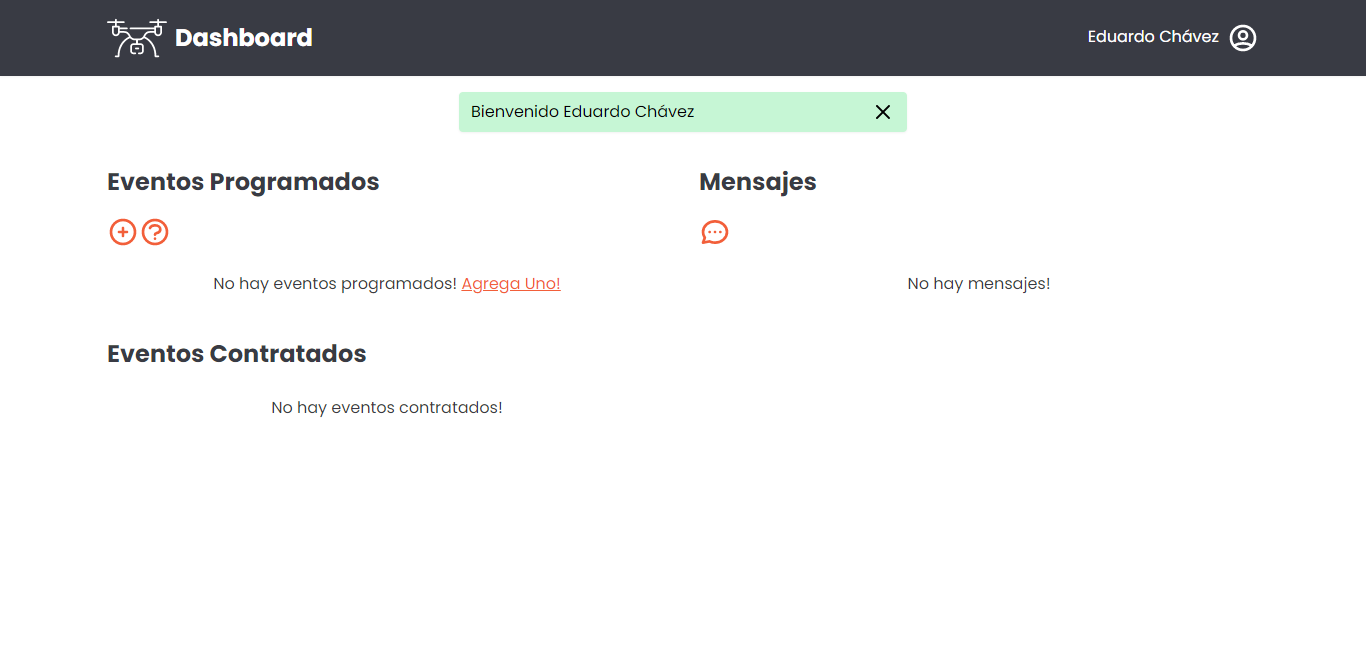 Dashboard
Eduardo Chávez
Bienvenido Eduardo Chávez
Eventos Programados
No hay eventos programados! Agrega Uno!
Mensajes
No hay mensajes!
Eventos Contratados
No hay eventos contratados!